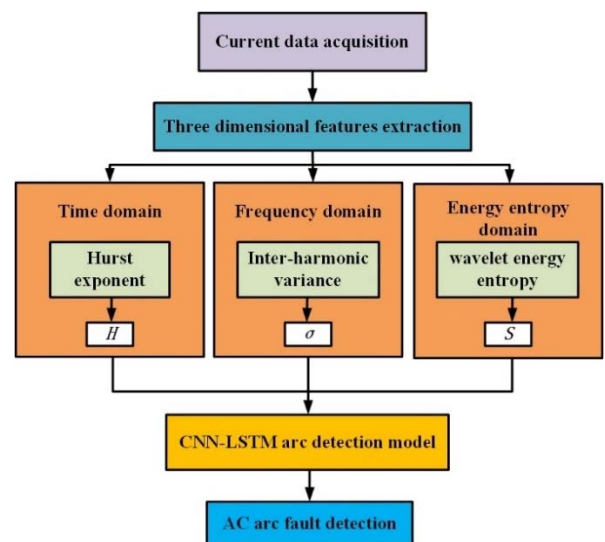 Current data acquisition
Three dimensional features extraction
Time domain
Hurst
exponent
H
Frequency domain
Inter-harmonic
variance
σ
Energy entropy
domain
wavelet energy
entropy
S
CNN-LSTM arc detection model
AC arc fault detection